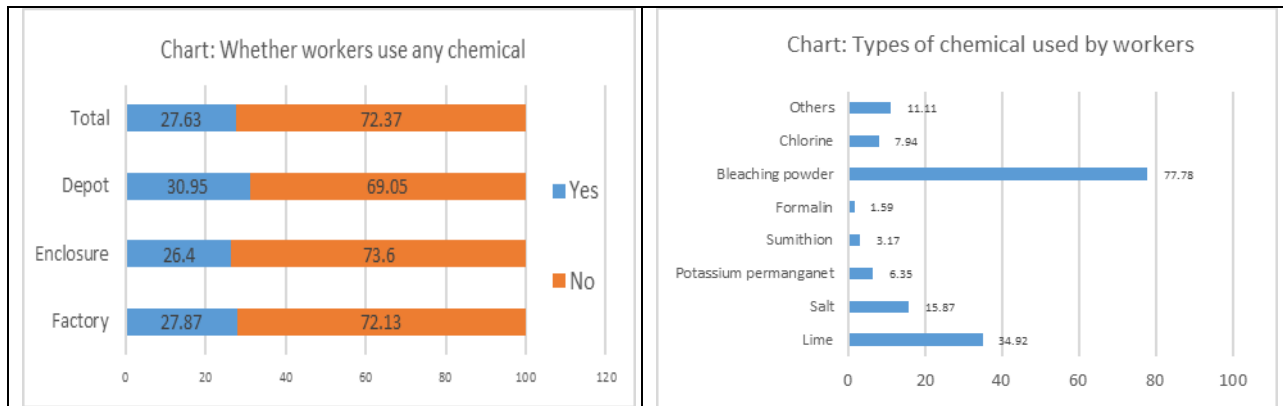 Chart: Whether workers use any chemical
Total 27.63 72.37
Depot 30.95 69.05
Enclosure 26.4 73.6
Factory 27.87 72.13
0 20 40 60 80 100 120
Yes
No
Chart: Types of chemical used by workers
Others 11.11
Chlorine 7.94
Bleaching powder 77.78
Formalin 1.59
Sumithion 3.17
Potassium permanganet 6.35
Salt 15.87
Lime 34.92
0 20 40 60 80 100